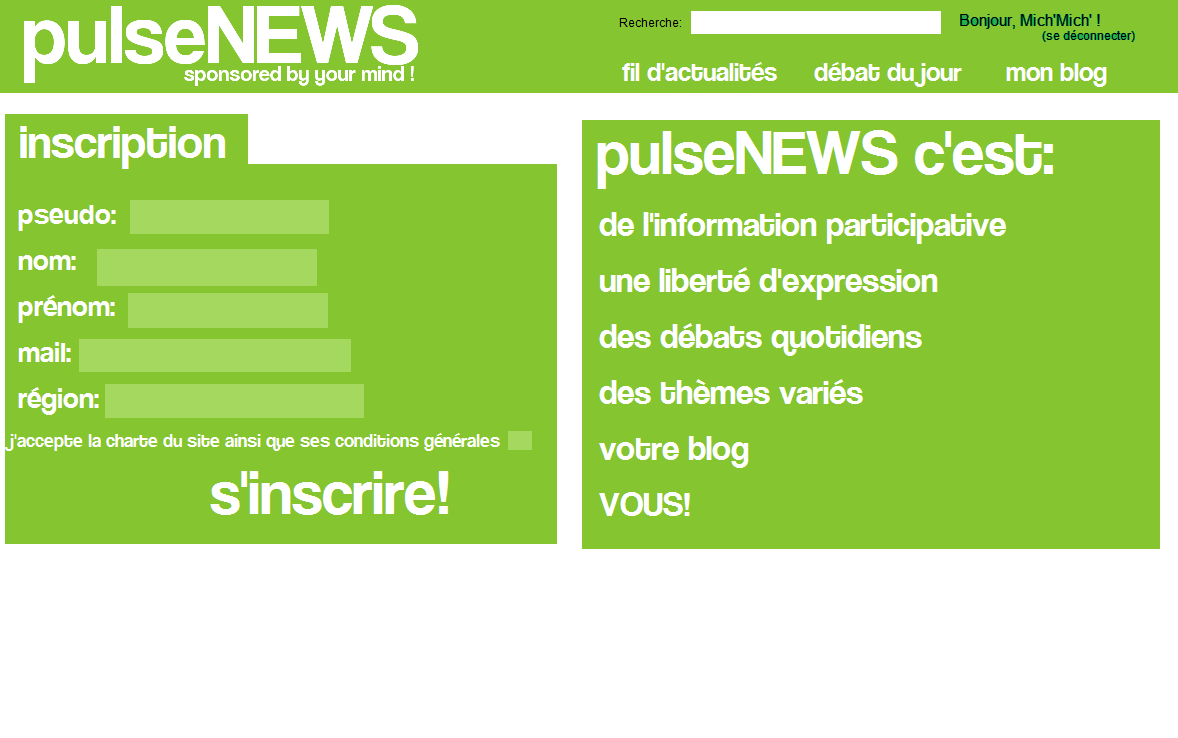 pulseNEWS
sponsored by your mind !
Recherche:
Bonjour, Mich'Mich' !
(se déconnecter)
fil d'actualités
débat du jour
mon blog
inscription
pseudo:
nom:
prénom:
mail:
région:
j'accepte la charte du site ainsi que ses conditions générales
s'inscrire!
pulseNEWS c'est:
de l'information participative
une liberté d'expression
des débats quotidiens
des thèmes variés
votre blog
VOUS!